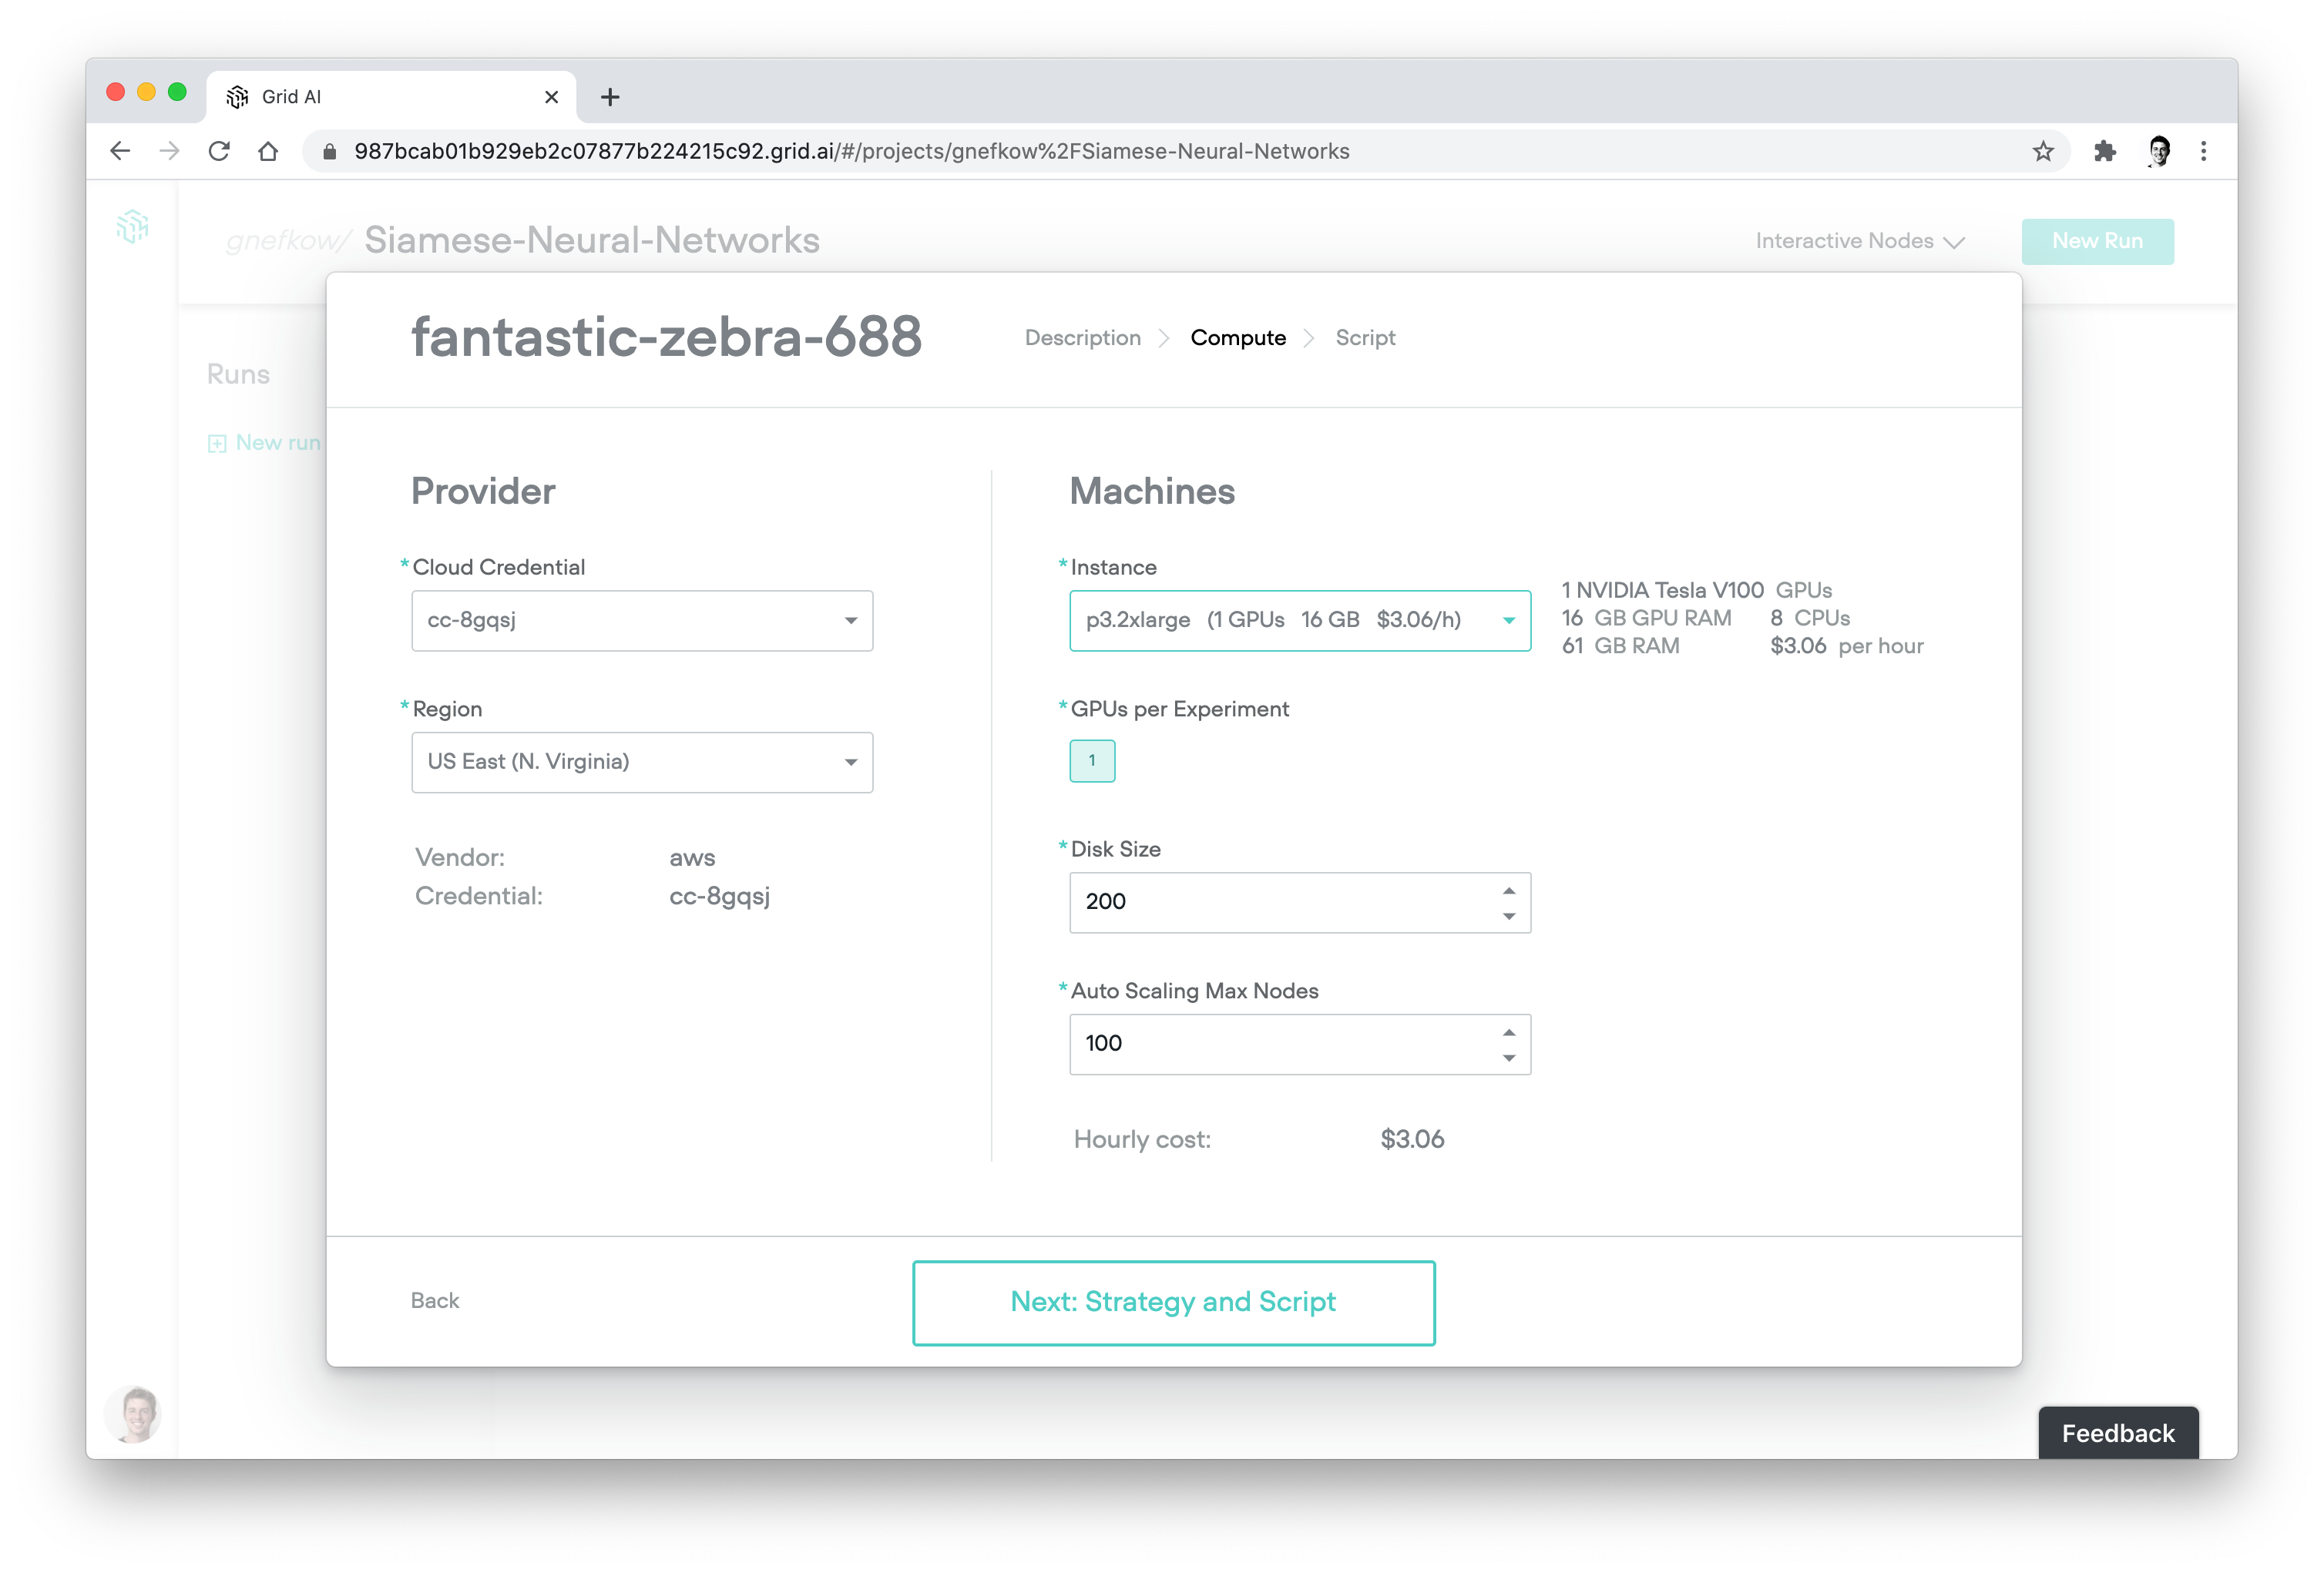 Grid AI
987bcab01b929eb2c07877b224215c92.grid.ai/#/projects/gnefkow%2FSiamese-Neural-Networks
gnefkow/ Siamese-Neural-Networks
Interactive Nodes
New Run
fantastic-zebra-688
Description
Compute
Script
Runs
New run
Provider
*Cloud Credential
cc-8gqsj
*Region
US East (N. Virginia)
Vendor: aws
Credential: cc-8gqsj
Machines
*Instance
p3.2xlarge (1 GPUs 16 GB $3.06/h)
1 NVIDIA Tesla V100 GPUs
16 GB GPU RAM 8 CPUs
61 GB RAM $3.06 per hour
*GPUs per Experiment
1
*Disk Size
200
*Auto Scaling Max Nodes
100
Hourly cost: $3.06
Back
Next: Strategy and Script
Feedback